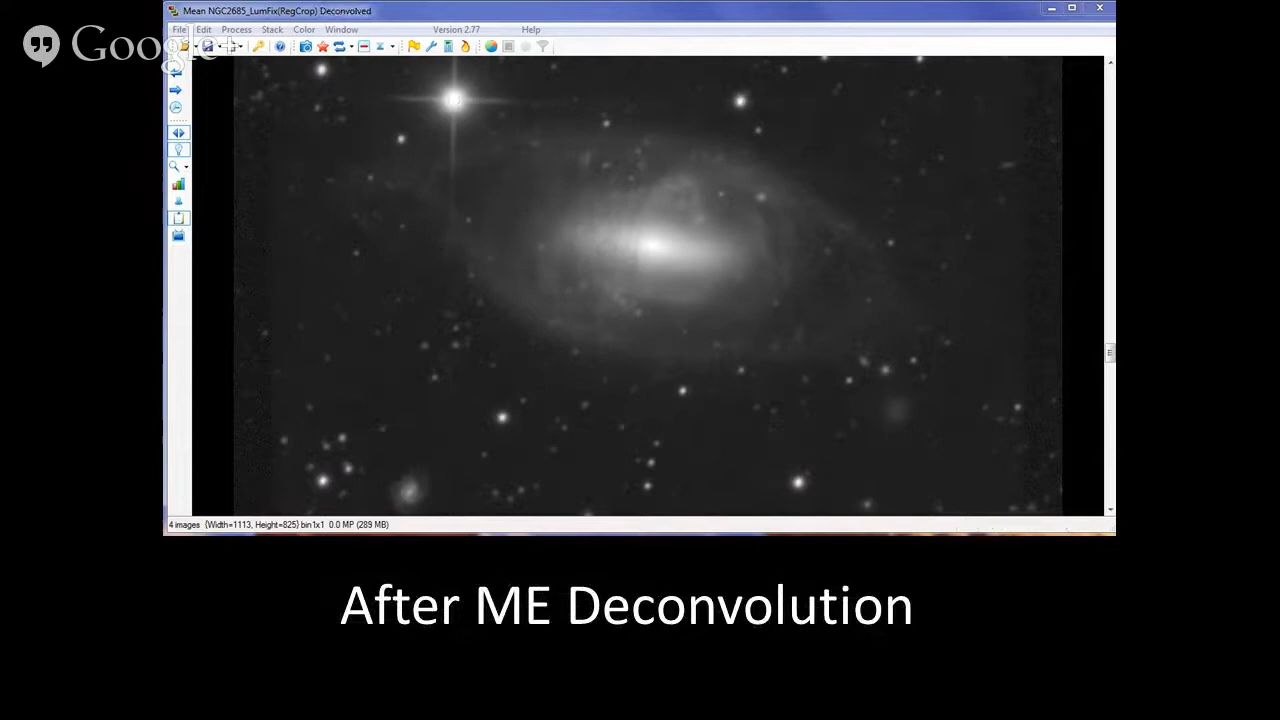 Mean NGC2685_LumFix(RegCrop) Deconvolved
File Edit Process Stack Color Window Version 2.77 Help
Google+
4 images (Width=1113, Height=825) bin1x1 0.0 MP (289 MB)
After ME Deconvolution